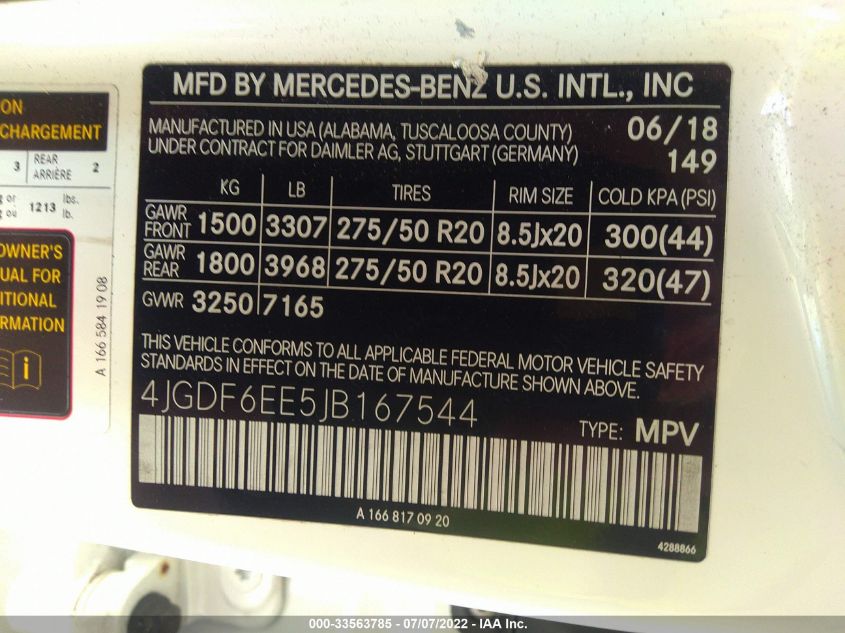 ON
CHARGEMENT
3 REAR ARRIÈRE 2
g or 1213 lbs.
g ou lb.
OWNER'S
UAL FOR
ITIONAL
ORMATION
A 166 584 19 08
MFD BY MERCEDES-BENZ U.S. INTL., INC
MANUFACTURED IN USA (ALABAMA, TUSCALOOSA COUNTY) 06/18
UNDER CONTRACT FOR DAIMLER AG, STUTTGART (GERMANY) 149
KG LB TIRES RIM SIZE COLD KPA (PSI)
GAWR FRONT 1500 3307 275/50 R20 8.5Jx20 300(44)
GAWR REAR 1800 3968 275/50 R20 8.5Jx20 320(47)
GVWR 3250 7165
THIS VEHICLE CONFORMS TO ALL APPLICABLE FEDERAL MOTOR VEHICLE SAFETY
STANDARDS IN EFFECT ON THE DATE OF MANUFACTURE SHOWN ABOVE.
4JGDF6EE5JB167544
TYPE: MPV
A 166 817 09 20
4288866
000-33563785 - 07/07/2022 - IAA Inc.